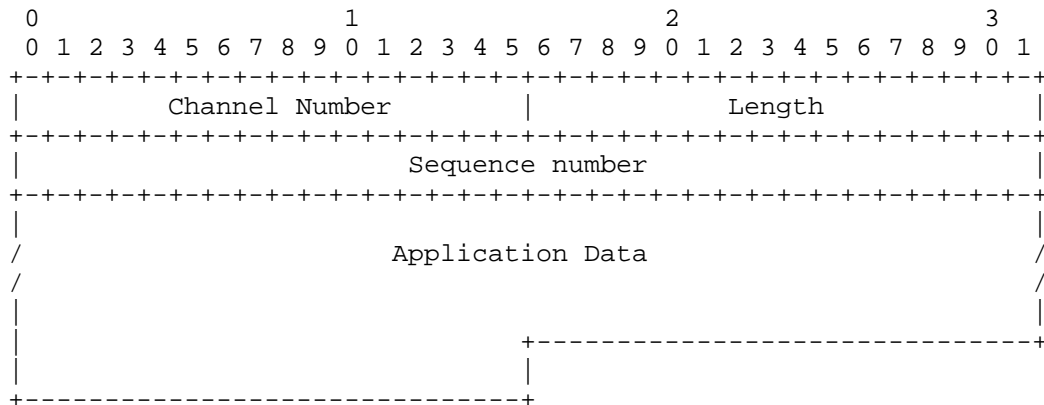 0                   1                   2                   3
0 1 2 3 4 5 6 7 8 9 0 1 2 3 4 5 6 7 8 9 0 1 2 3 4 5 6 7 8 9 0 1
Channel Number Length
Sequence number
Application Data